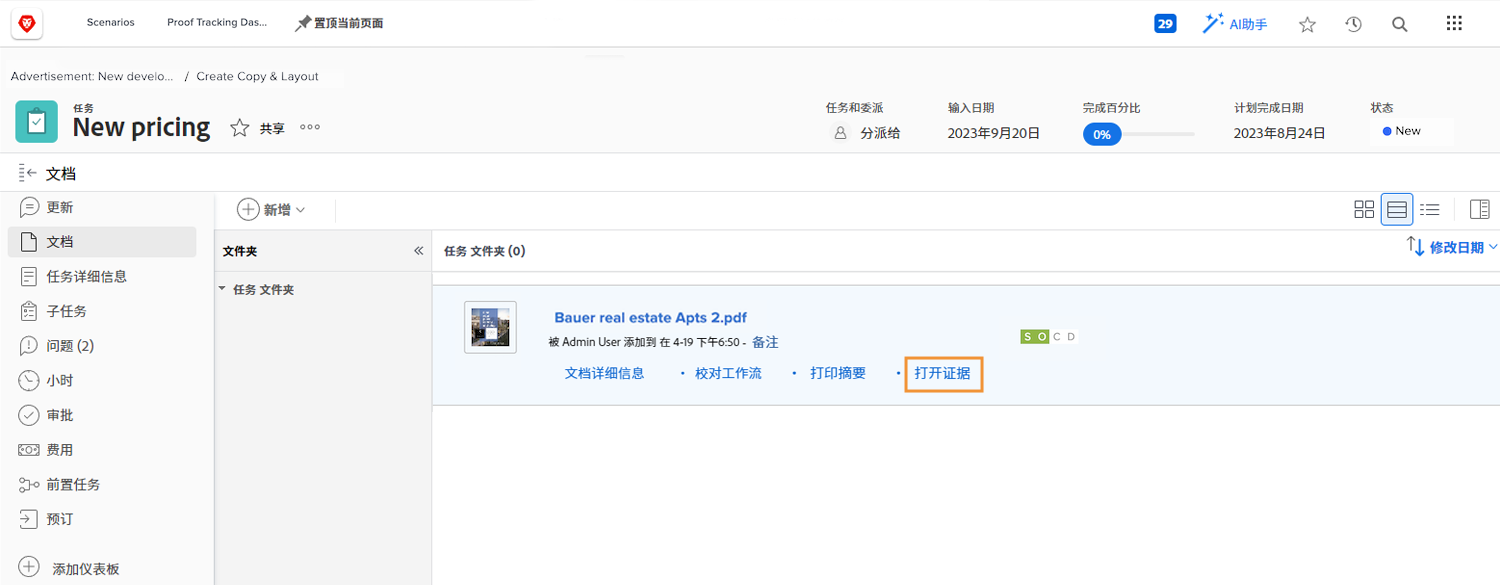 Scenarios
Proof Tracking Das...
置顶当前页面
29
AI助手
Advertisement: New develo... / Create Copy & Layout
任务
New pricing
共享
任务和委派
分派给
输入日期
2023年9月20日
完成百分比
0%
计划完成日期
2023年8月24日
状态
New
文档
更新
文档
任务详细信息
子任务
问题 (2)
小时
审批
费用
前置任务
预订
添加仪表板
新增
文件夹
任务 文件夹
任务 文件夹 (0)
修改日期
Bauer real estate Apts 2.pdf
被 Admin User 添加到 在 4-19 下午6:50 - 备注
S O C D
文档详细信息 • 校对工作流 • 打印摘要 • 打开证据